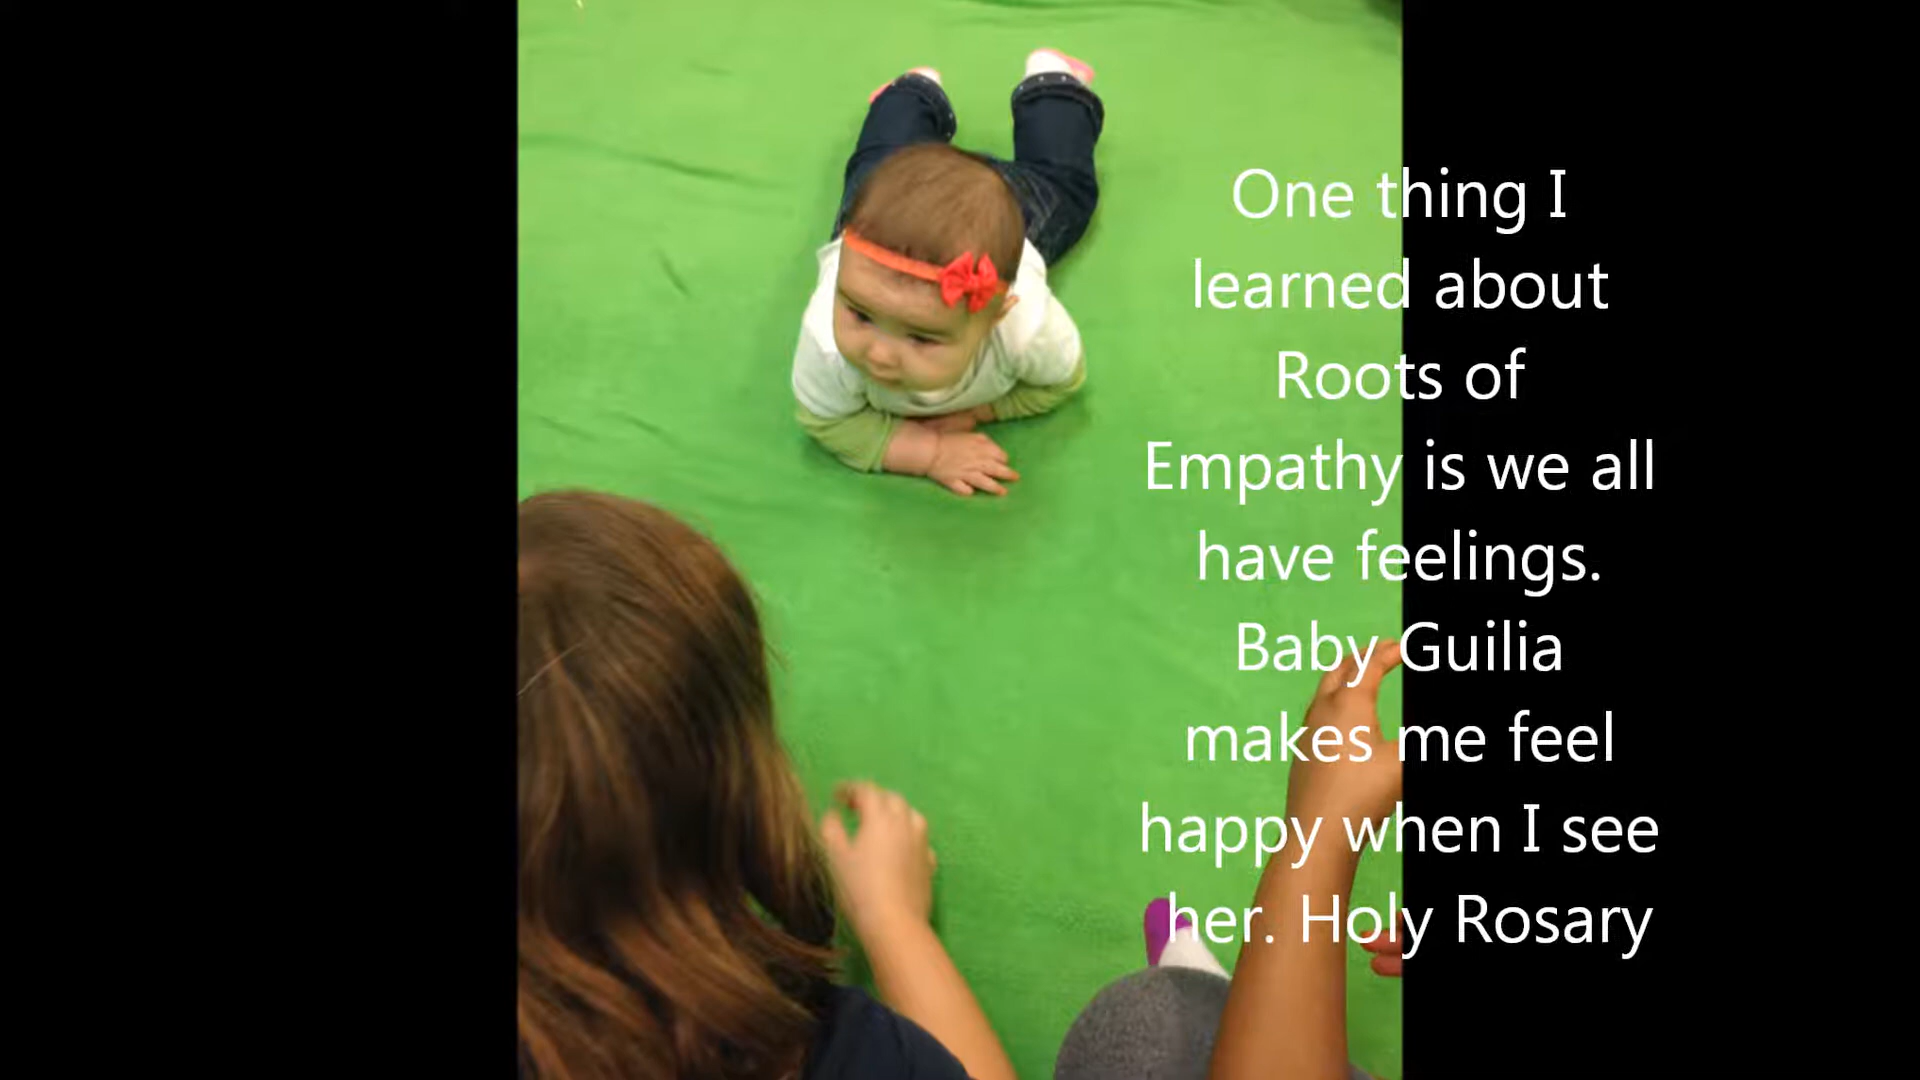 One thing I
learned about
Roots of
Empathy is we all
have feelings.
Baby Guilia
makes me feel
happy when I see
her. Holy Rosary